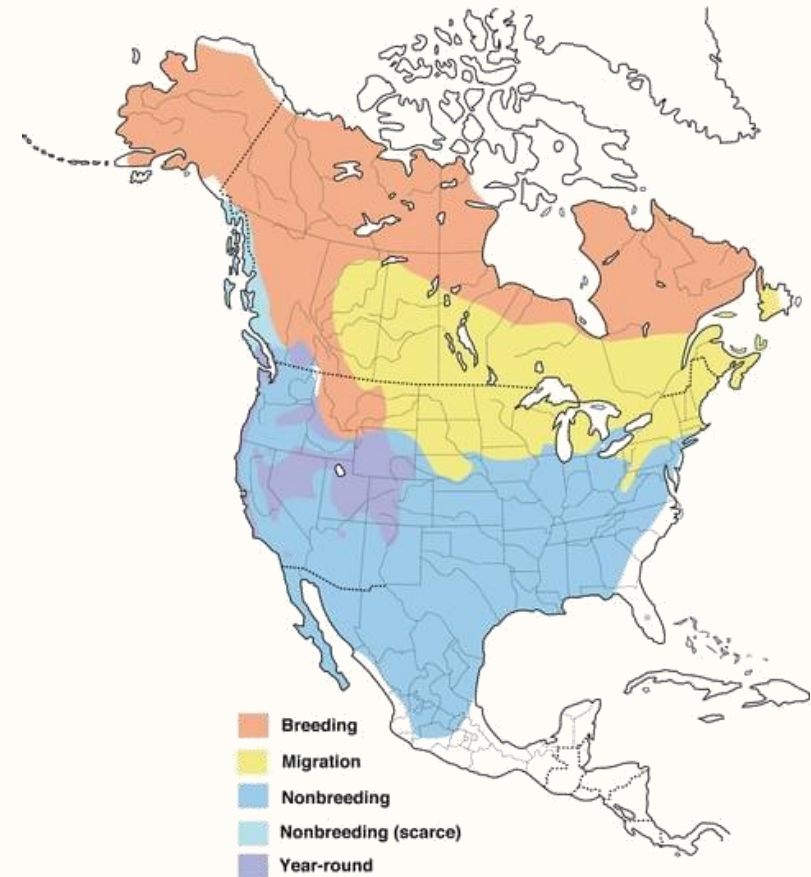 Breeding
Migration
Nonbreeding
Nonbreeding (scarce)
Year-round